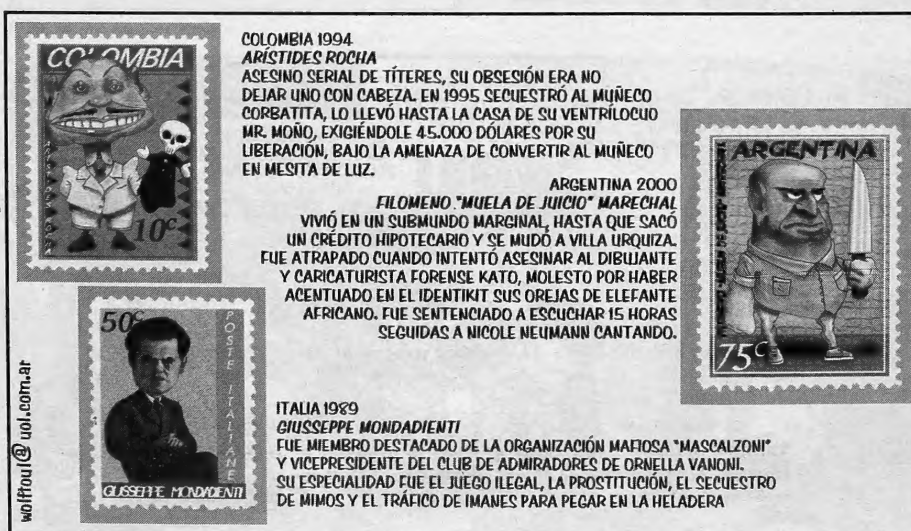 COLOMBIA
10¢
COLOMBIA 1994
ARÍSTIDES ROCHA
ASESINO SERIAL DE TÍTERES, SU OBSESIÓN ERA NO
DEJAR UNO CON CABEZA. EN 1995 SECUESTRÓ AL MUÑECO
CORBATITA, LO LLEVÓ HASTA LA CASA DE SU VENTRÍLOCUO
MR. MOÑO, EXIGIÉNDOLE 45.000 DÓLARES POR SU
LIBERACIÓN, BAJO LA AMENAZA DE CONVERTIR AL MUÑECO
EN MESITA DE LUZ.
ARGENTINA 2000
FILOMENO "MUELA DE JUICIO" MARECHAL
VIVIÓ EN UN SUBMUNDO MARGINAL, HASTA QUE SACÓ
UN CRÉDITO HIPOTECARIO Y SE MUDÓ A VILLA URQUIZA.
FUE ATRAPADO CUANDO INTENTÓ ASESINAR AL DIBUJANTE
Y CARICATURISTA FORENSE KATO, MOLESTO POR HABER
ACENTUADO EN EL IDENTIKIT SUS OREJAS DE ELEFANTE
AFRICANO. FUE SENTENCIADO A ESCUCHAR 15 HORAS
SEGUIDAS A NICOLE NEUMANN CANTANDO.
ARGENTINA
75¢
50¢
POSTE ITALIANE
GIUSSEPPE MONDADIENTI
ITALIA 1989
GIUSSEPPE MONDADIENTI
FUE MIEMBRO DESTACADO DE LA ORGANIZACIÓN MAFIOSA "MASCALZONI"
Y VICEPRESIDENTE DEL CLUB DE ADMIRADORES DE ORNELLA VANONI.
SU ESPECIALIDAD FUE EL JUEGO ILEGAL, LA PROSTITUCIÓN, EL SECUESTRO
DE MIMOS Y EL TRÁFICO DE IMANES PARA PEGAR EN LA HELADERA
wolfftoul@uol.com.ar